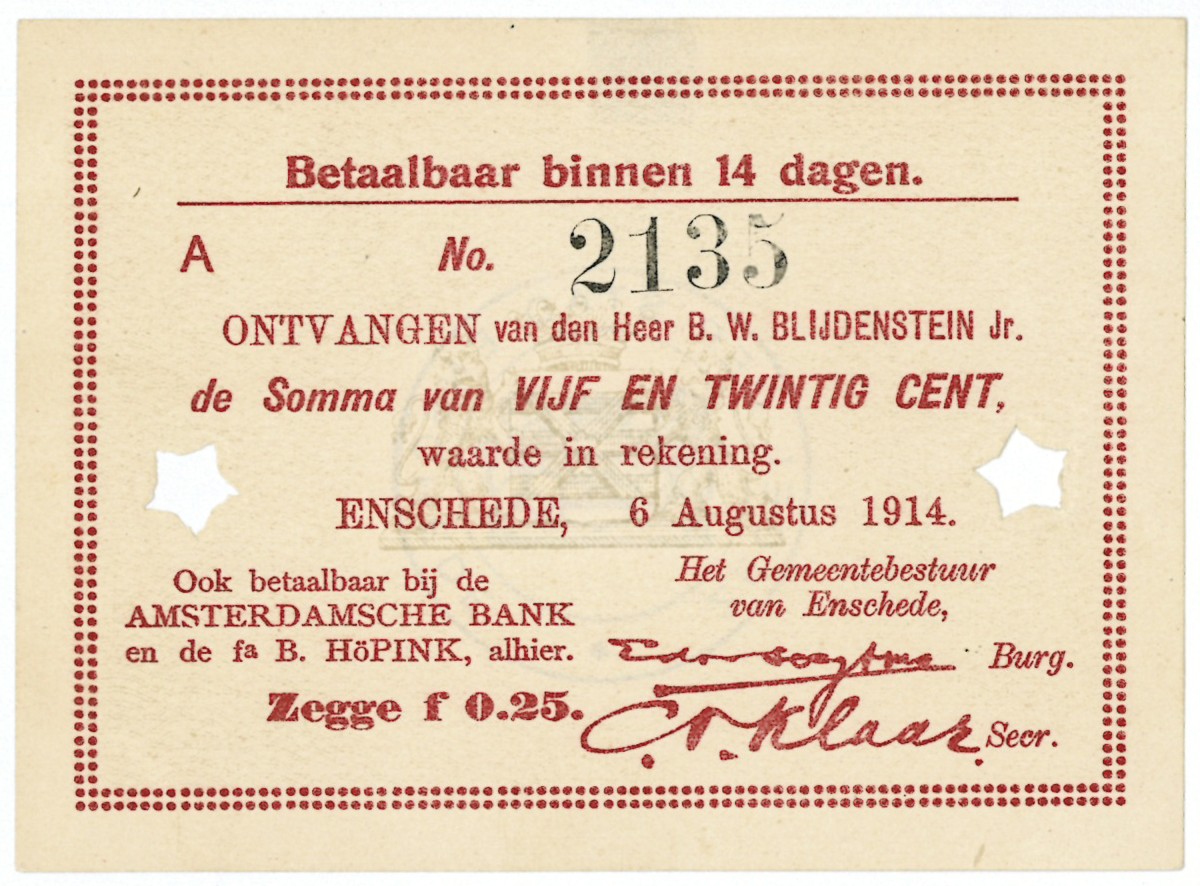 Betaalbaar binnen 14 dagen.
A No. 2135
ONTVANGEN van den Heer B. W. BLIJDENSTEIN Jr.
de Somma van VIJF EN TWINTIG CENT,
waarde in rekening.
ENSCHEDE, 6 Augustus 1914.
Ook betaalbaar bij de
AMSTERDAMSCHE BANK
en de fa B. HöPINK, alhier.
Zegge f 0.25.
Het Gemeentebestuur
van Enschede,
Burg.
Klaar Secr.